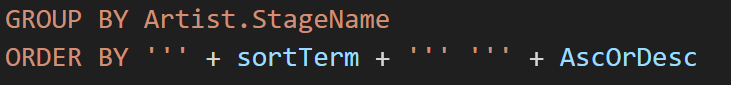 GROUP BY Artist.StageName
ORDER BY ''' + sortTerm + ''' ''' + AscOrDesc